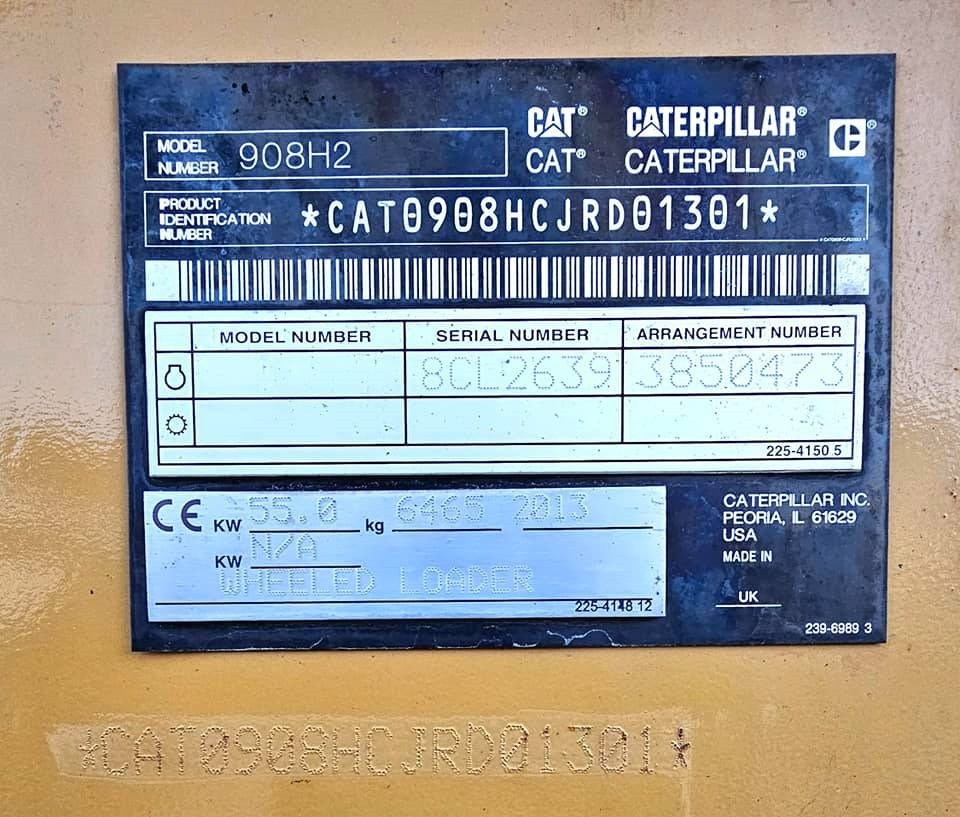 CAT® CATERPILLAR®
CAT® CATERPILLAR®
MODEL NUMBER 908H2
PRODUCT IDENTIFICATION NUMBER *CAT0908HCJRD01301*
MODEL NUMBER SERIAL NUMBER ARRANGEMENT NUMBER
8CL2639 3850473
225-4150 5
CE KW 55.0 kg 6465 2013
KW N/A
WHEELED LOADER
225-4148 12
CATERPILLAR INC.
PEORIA, IL 61629
USA
MADE IN
UK
239-6989 3
*CAT0908HCJRD01301*